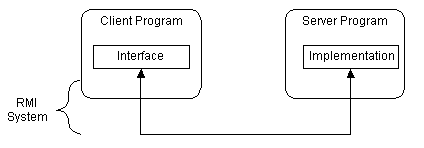 Client Program
Server Program
Interface
Implementation
RMI
System